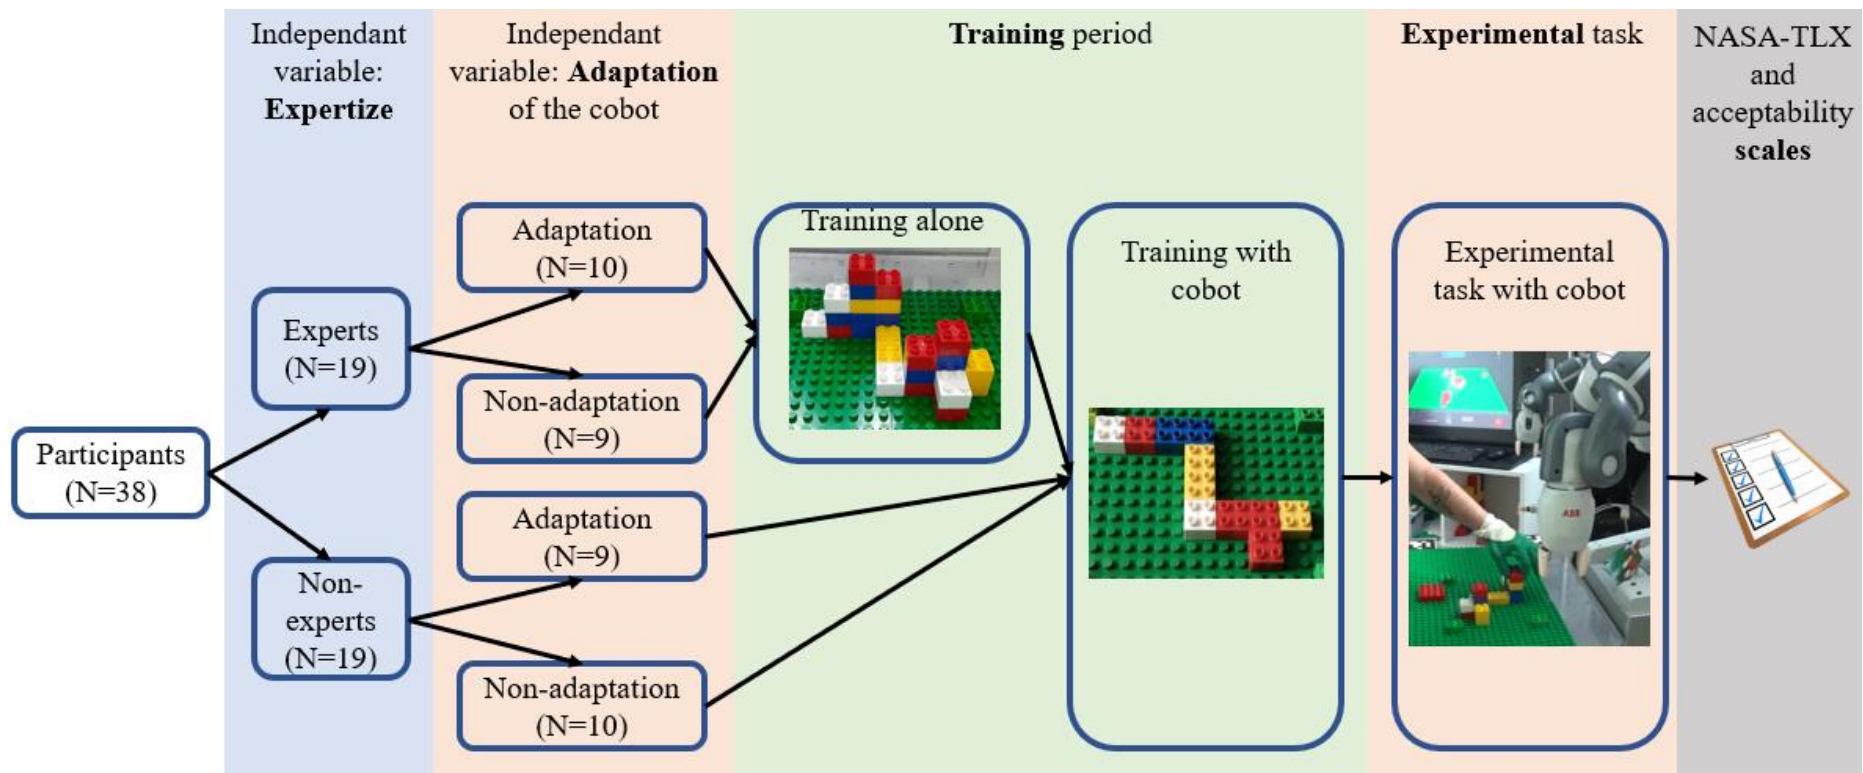 Independant
variable:
Expertize
Independant
variable: Adaptation
of the cobot
Training period
Experimental task
NASA-TLX
and
acceptability
scales
Participants
(N=38)
Experts
(N=19)
Non-
experts
(N=19)
Adaptation
(N=10)
Non-adaptation
(N=9)
Adaptation
(N=9)
Non-adaptation
(N=10)
Training alone
Training with
cobot
Experimental
task with cobot
ABB